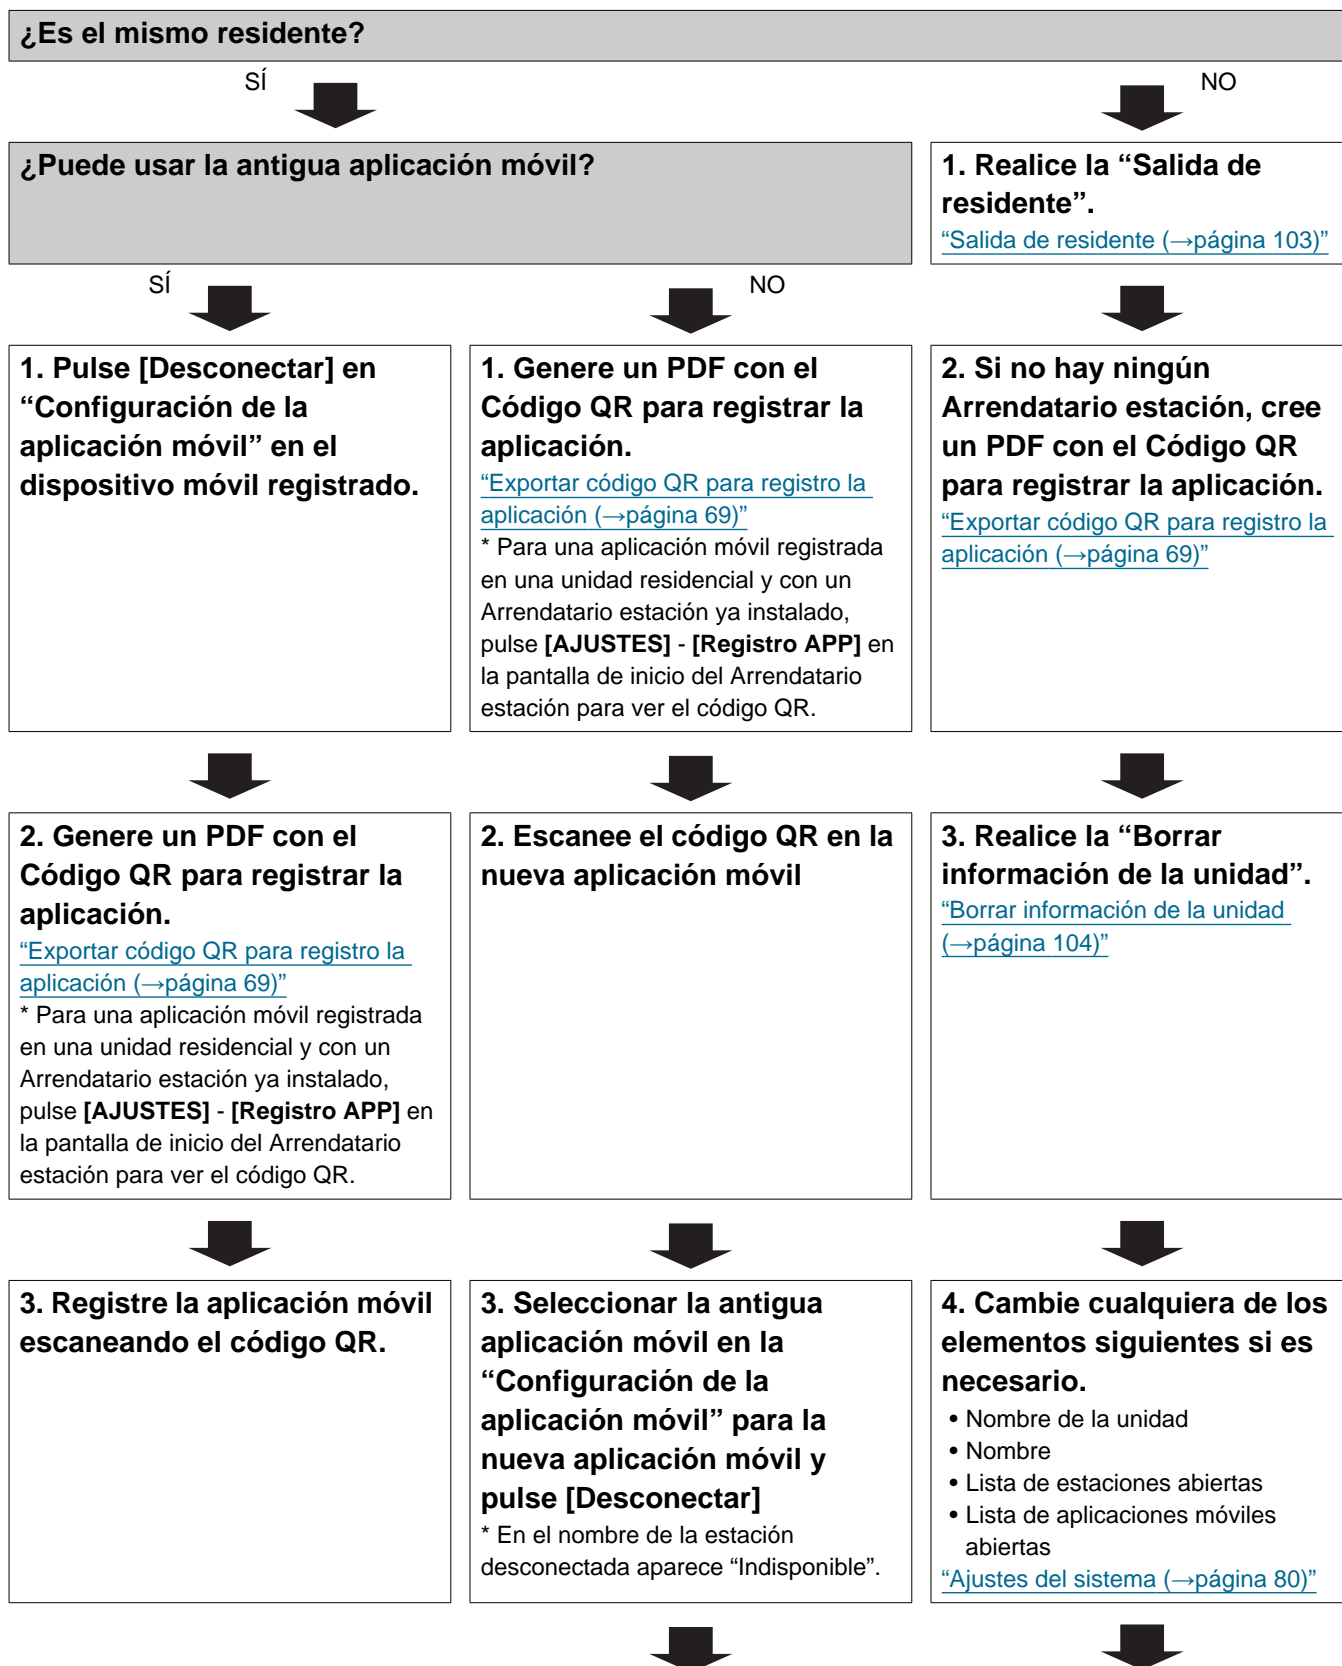 ¿Es el mismo residente?
SÍ
NO
¿Puede usar la antigua aplicación móvil?
1. Realice la “Salida de
residente”.
“Salida de residente (→página 103)”
SÍ
NO
1. Pulse [Desconectar] en
“Configuración de la
aplicación móvil” en el
dispositivo móvil registrado.
1. Genere un PDF con el
Código QR para registrar la
aplicación.
“Exportar código QR para registro la
aplicación (→página 69)”
* Para una aplicación móvil registrada
en una unidad residencial y con un
Arrendatario estación ya instalado,
pulse [AJUSTES] - [Registro APP] en
la pantalla de inicio del Arrendatario
estación para ver el código QR.
2. Si no hay ningún
Arrendatario estación, cree
un PDF con el Código QR
para registrar la aplicación.
“Exportar código QR para registro la
aplicación (→página 69)”
2. Genere un PDF con el
Código QR para registrar la
aplicación.
“Exportar código QR para registro la
aplicación (→página 69)”
* Para una aplicación móvil registrada
en una unidad residencial y con un
Arrendatario estación ya instalado,
pulse [AJUSTES] - [Registro APP] en
la pantalla de inicio del Arrendatario
estación para ver el código QR.
2. Escanee el código QR en la
nueva aplicación móvil
3. Realice la “Borrar
información de la unidad”.
“Borrar información de la unidad
(→página 104)”
3. Registre la aplicación móvil
escaneando el código QR.
3. Seleccionar la antigua
aplicación móvil en la
“Configuración de la
aplicación móvil” para la
nueva aplicación móvil y
pulse [Desconectar]
* En el nombre de la estación
desconectada aparece “Indisponible”.
4. Cambie cualquiera de los
elementos siguientes si es
necesario.
• Nombre de la unidad
• Nombre
• Lista de estaciones abiertas
• Lista de aplicaciones móviles
abiertas
“Ajustes del sistema (→página 80)”